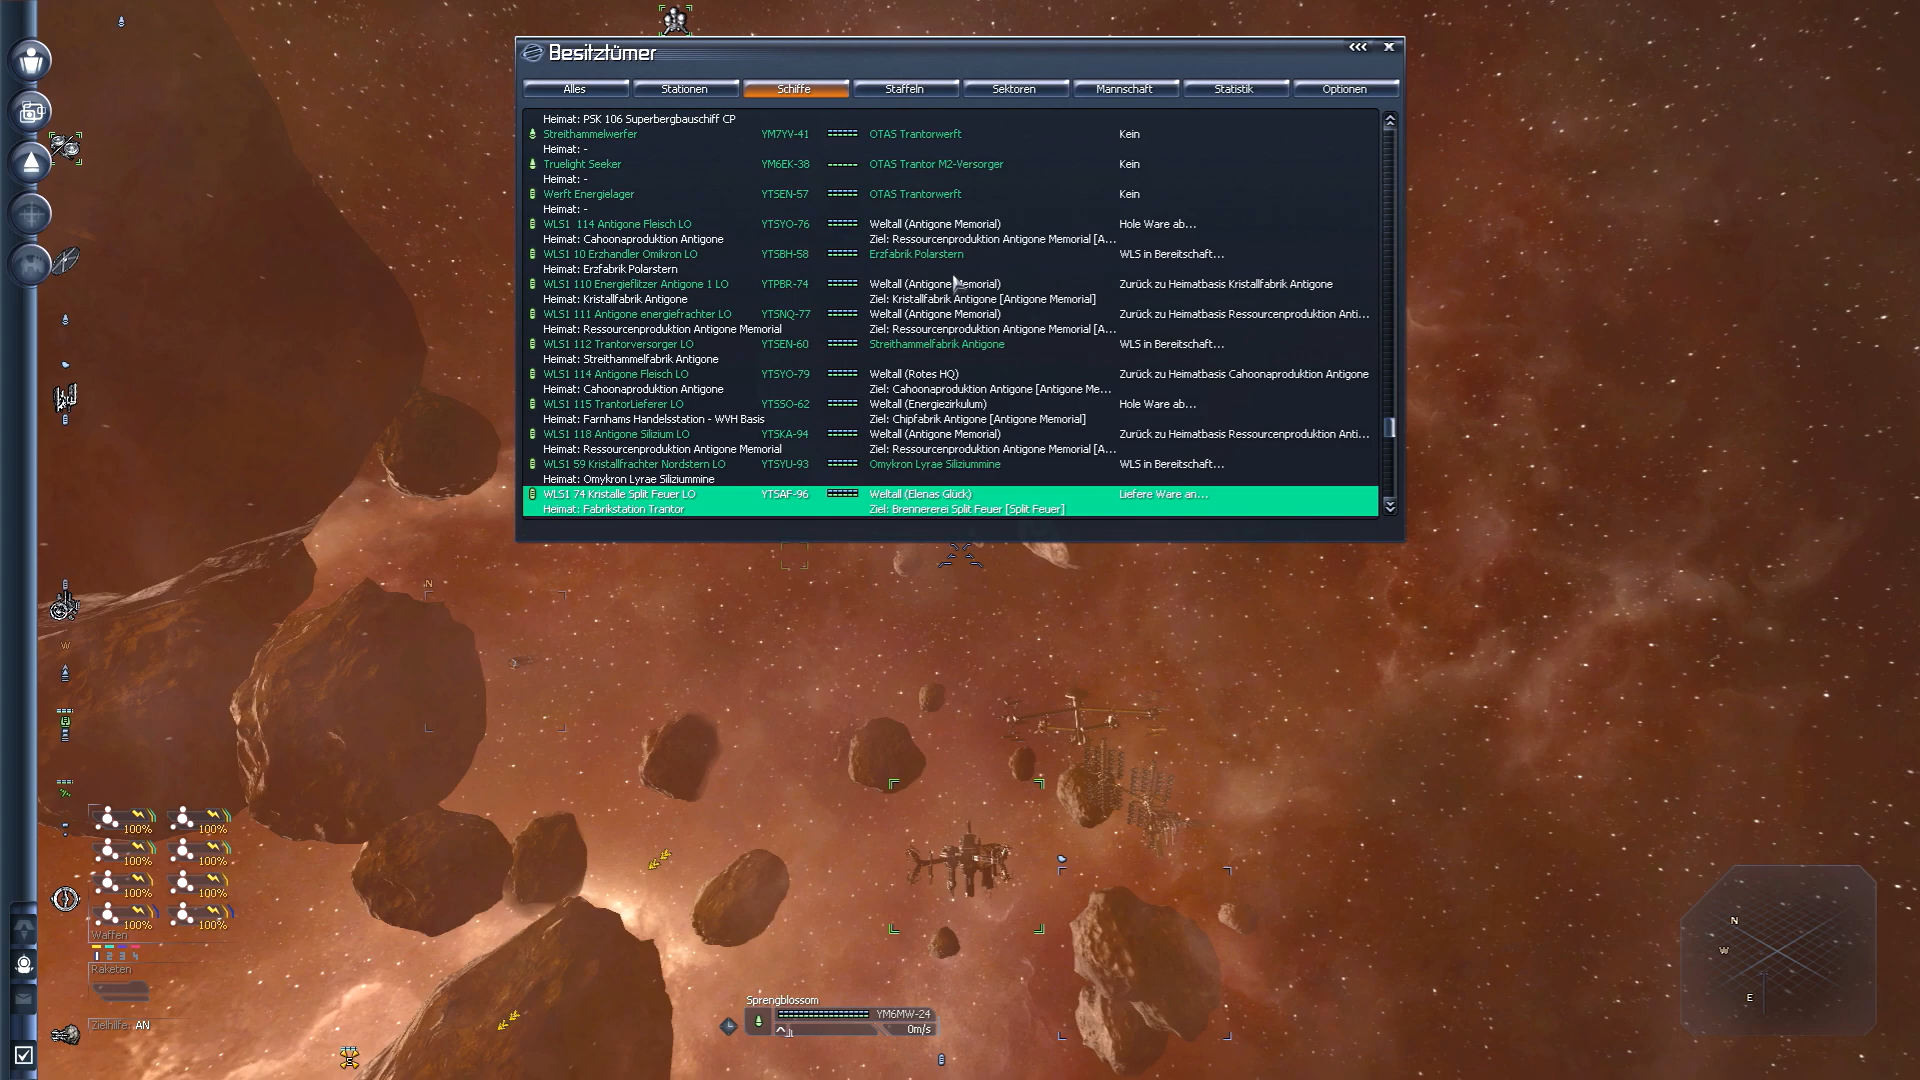 Besitztümer
Alles Stationen Schiffe Staffeln Sektoren Mannschaft Statistik Optionen
Heimat: PSK 106 Superbergbauschiff CP
Streithammelwerfer YM7YV-41 OTAS Trantorwerft Kein
Heimat: -
Truelight Seeker YM6EK-38 OTAS Trantor M2-Versorger Kein
Heimat: -
Werft Energielager YTSEN-57 OTAS Trantorwerft Kein
Heimat: -
WLS1 114 Antigone Fleisch LO YTSYO-76 Weltall (Antigone Memorial) Hole Ware ab...
Heimat: Cahoonaproduktion Antigone Ziel: Ressourcenproduktion Antigone Memorial [A...
WLS1 10 Erzhandler Omikron LO YTSBH-58 Erzfabrik Polarstern WLS in Bereitschaft...
Heimat: Erzfabrik Polarstern
WLS1 110 Energieflitzer Antigone 1 LO YTPBR-74 Weltall (Antigone Memorial) Zurück zu Heimatbasis Kristallfabrik Antigone
Heimat: Kristallfabrik Antigone Ziel: Kristallfabrik Antigone [Antigone Memorial]
WLS1 111 Antigone energiefrachter LO YTSNQ-77 Weltall (Antigone Memorial) Zurück zu Heimatbasis Ressourcenproduktion Anti...
Heimat: Ressourcenproduktion Antigone Memorial Ziel: Ressourcenproduktion Antigone Memorial [A...
WLS1 112 Trantorversorger LO YTSEN-60 Streithammelfabrik Antigone WLS in Bereitschaft...
Heimat: Streithammelfabrik Antigone
WLS1 114 Antigone Fleisch LO YTSYO-79 Weltall (Rotes HQ) Zurück zu Heimatbasis Cahoonaproduktion Antigone
Heimat: Cahoonaproduktion Antigone Ziel: Cahoonaproduktion Antigone [Antigone Me...
WLS1 115 TrantorLieferer LO YTSSO-62 Weltall (Energiezirkulum) Hole Ware ab...
Heimat: Farnhams Handelsstation - WVH Basis Ziel: Chipfabrik Antigone [Antigone Memorial]
WLS1 118 Antigone Silizium LO YTSKA-94 Weltall (Antigone Memorial) Zurück zu Heimatbasis Ressourcenproduktion Anti...
Heimat: Ressourcenproduktion Antigone Memorial Ziel: Ressourcenproduktion Antigone Memorial [A...
WLS1 59 Kristallfrachter Nordstern LO YTSYU-93 Omykron Lyrae Siliziummine WLS in Bereitschaft...
Heimat: Omykron Lyrae Siliziummine
WLS1 74 Kristalle Split Feuer LO YTSAF-96 Weltall (Elenas Glück) Liefere Ware an...
Heimat: Fabrikstation Trantor Ziel: Brennererei Split Feuer [Split Feuer]
N
W
100% 100%
100% 100%
100% 100%
100% 100%
Waffen
1 2 3 4
Raketen
Zielhilfe: AN
Sprengblossom
YM6MW-24
0m/s
N
W
E